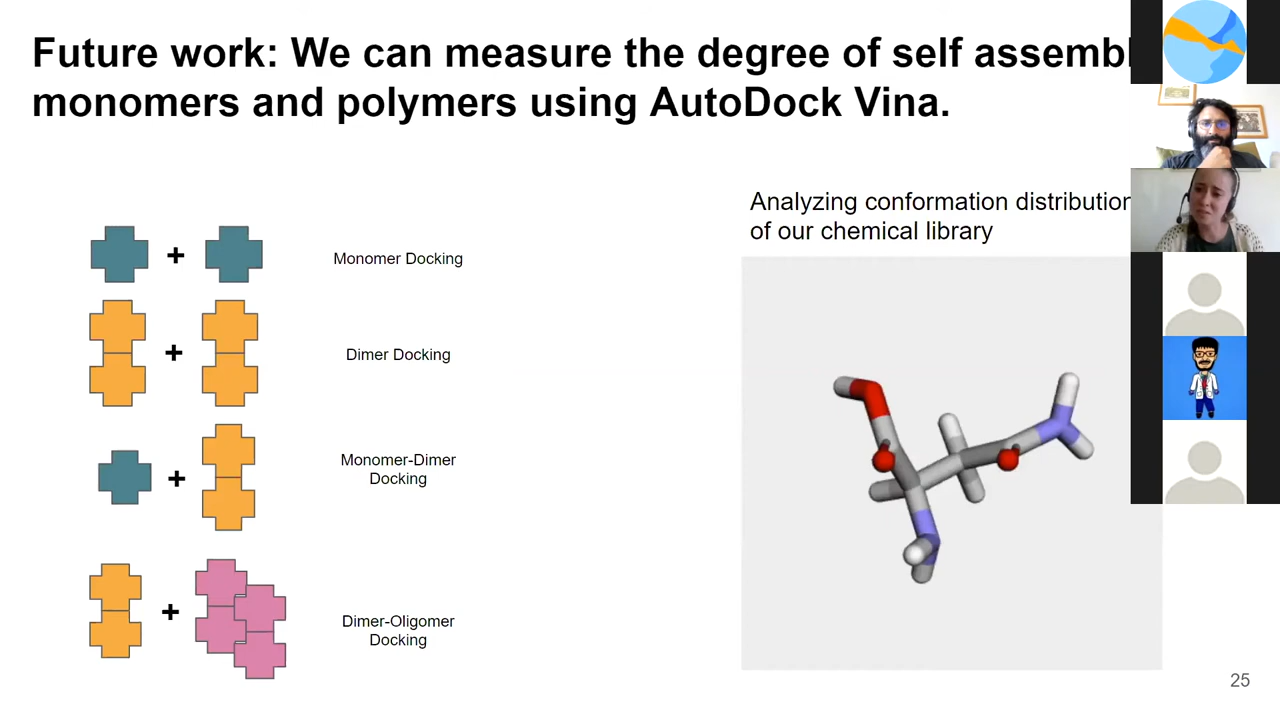 Future work: We can measure the degree of self assembl
monomers and polymers using AutoDock Vina.
Analyzing conformation distribution
of our chemical library
+
Monomer Docking
+
Dimer Docking
+
Monomer-Dimer
Docking
+
Dimer-Oligomer
Docking
25